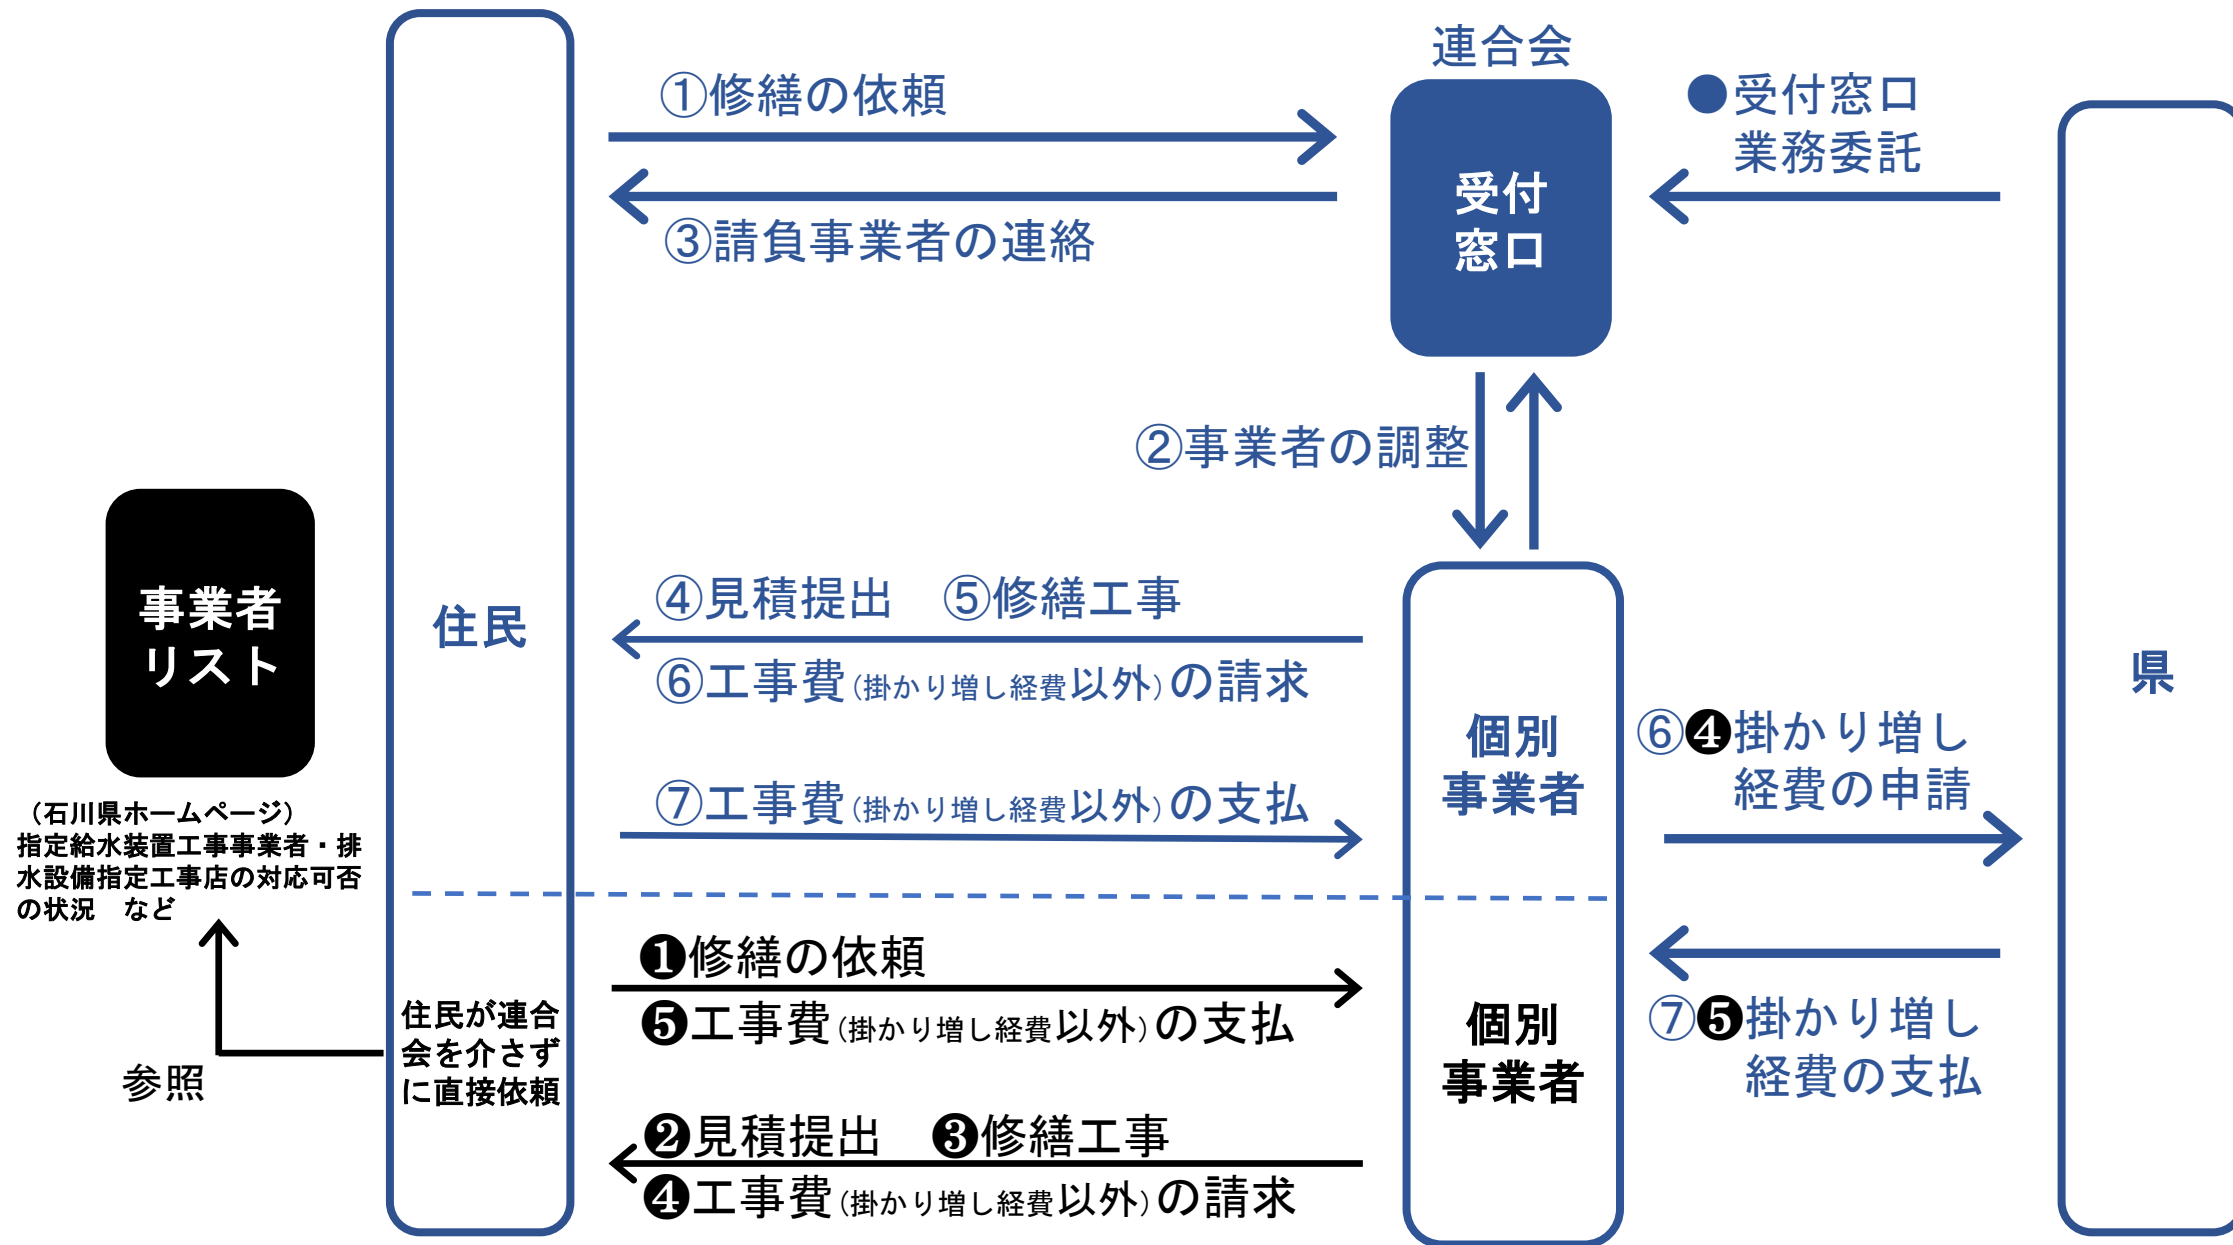 連合会
①修繕の依頼
●受付窓口
業務委託
受付
窓口
③請負事業者の連絡
②事業者の調整
事業者
リスト
住民
④見積提出　⑤修繕工事
⑥工事費(掛かり増し経費以外)の請求
県
個別
事業者
⑥❹掛かり増し
経費の申請
⑦工事費(掛かり増し経費以外)の支払
（石川県ホームページ）
指定給水装置工事事業者・排
水設備指定工事店の対応可否
の状況　など
❶修繕の依頼
❺工事費(掛かり増し経費以外)の支払
住民が連合
会を介さず
に直接依頼
個別
事業者
⑦❺掛かり増し
経費の支払
参照
❷見積提出　❸修繕工事
❹工事費(掛かり増し経費以外)の請求